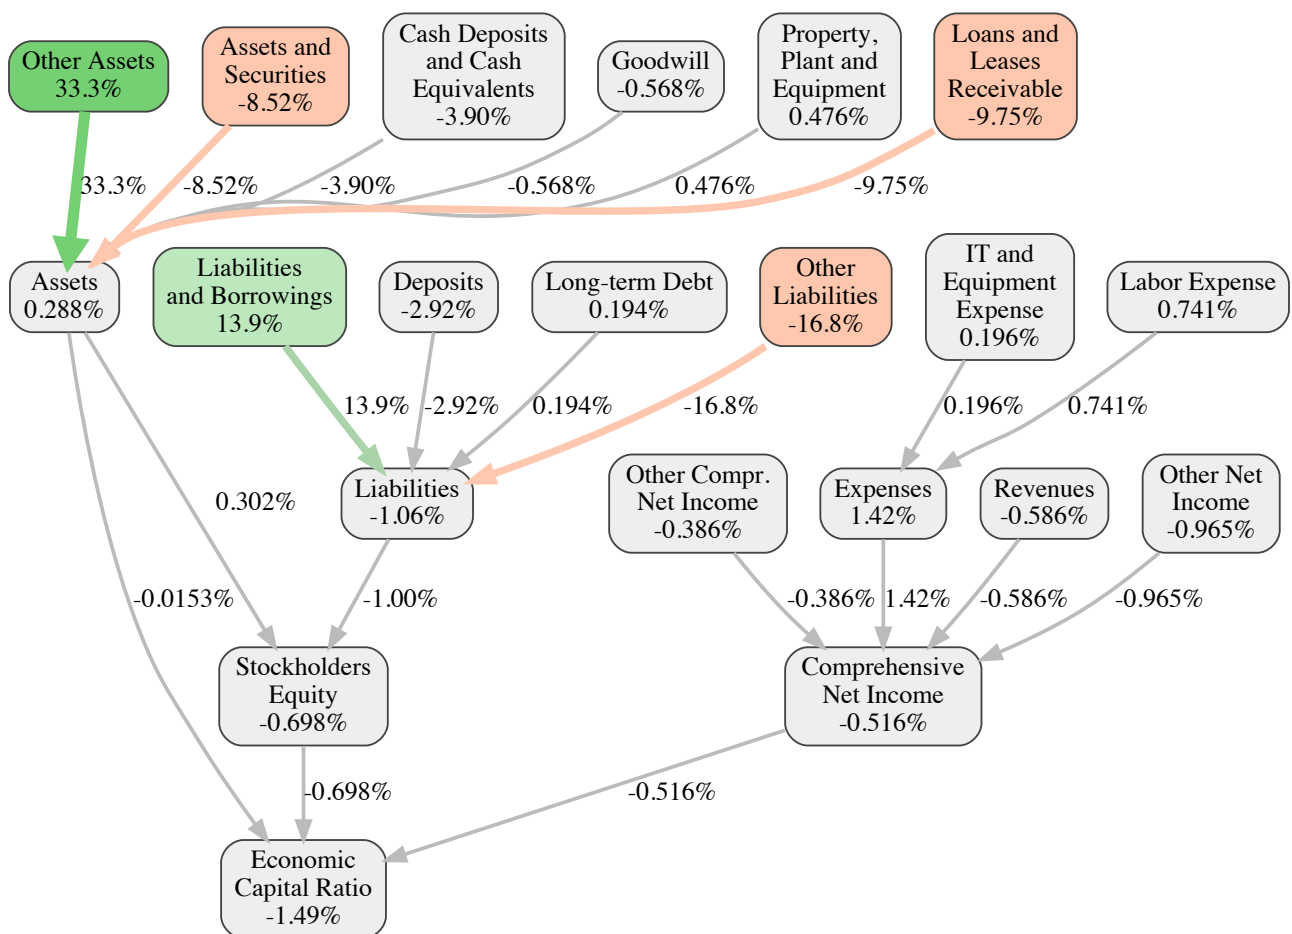 Other Assets
33.3%
Assets and
Securities
-8.52%
Cash Deposits
and Cash
Equivalents
-3.90%
Goodwill
-0.568%
Property,
Plant and
Equipment
0.476%
Loans and
Leases
Receivable
-9.75%
33.3%
-8.52%
-3.90%
-0.568%
0.476%
-9.75%
Assets
0.288%
Liabilities
and Borrowings
13.9%
Deposits
-2.92%
Long-term Debt
0.194%
Other
Liabilities
-16.8%
IT and
Equipment
Expense
0.196%
Labor Expense
0.741%
13.9%
-2.92%
0.194%
-16.8%
0.196%
0.741%
0.302%
Liabilities
-1.06%
Other Compr.
Net Income
-0.386%
Expenses
1.42%
Revenues
-0.586%
Other Net
Income
-0.965%
-0.0153%
-1.00%
-0.386%
1.42%
-0.586%
-0.965%
Stockholders
Equity
-0.698%
Comprehensive
Net Income
-0.516%
-0.698%
-0.516%
Economic
Capital Ratio
-1.49%